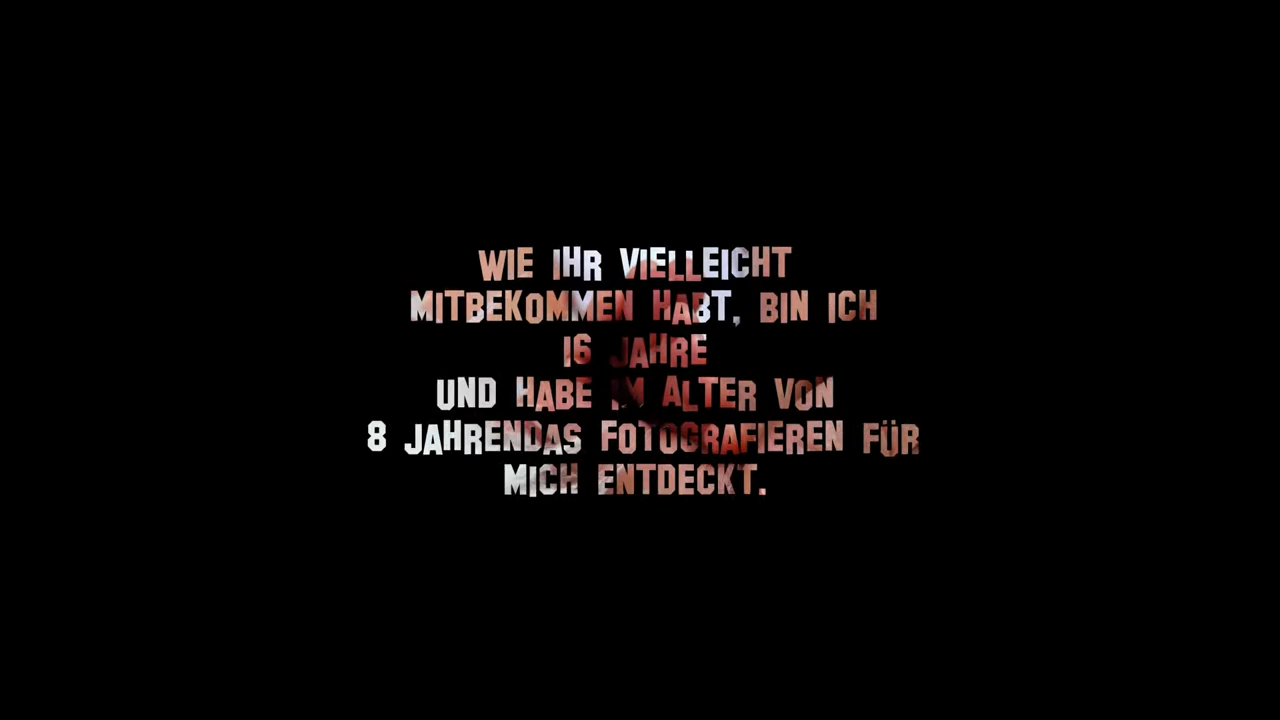 WIE IHR VIELLEICHT
MITBEKOMMEN HABT, BIN ICH
16 JAHRE
UND HABE IM ALTER VON
8 JAHRENDAS FOTOGRAFIEREN FÜR
MICH ENTDECKT.